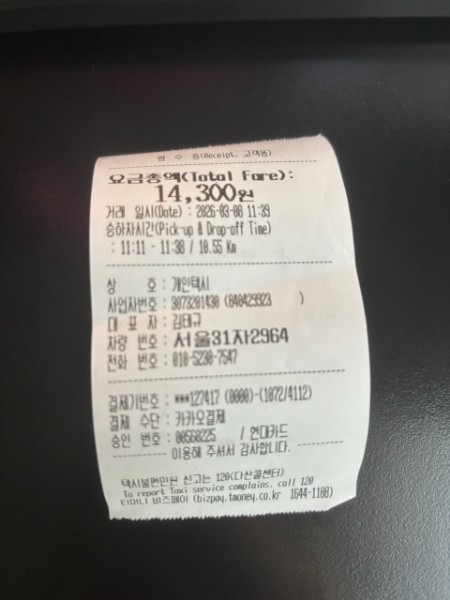 영 수 증(Receipt, 고객용)
요금총액(Total Fare):
14,300원
거래 일시(Date) : 2026-03-08 11:39
승하차시간(Pick-up & Drop-off Time)
: 11:11 - 11:38 / 10.55 Km
상 호 : 개인택시
사업자번호 : 3073201430 (840429923 )
대 표 자 : 김태규
차량 번호 : 서울31자2964
전화 번호 : 010-5230-7547
결제기번호 : ***127417 (0000)-(1072/4112)
결제 수단 : 카카오결제
승인 번호 : 00560225 / 현대카드
이용해 주셔서 감사합니다.
택시불편민원 신고는 120(다산콜센터)
To report Taxi service complains, call 120
티머니 비즈페이 (bizpay.tmoney.co.kr 1644-1188)